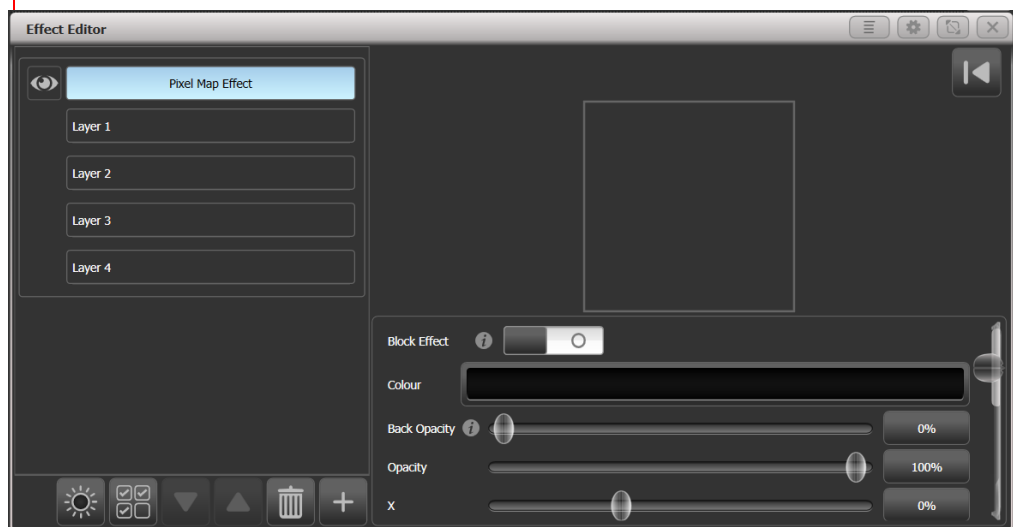 Effect Editor
Pixel Map Effect
Layer 1
Layer 2
Layer 3
Layer 4
Block Effect
Colour
Back Opacity 0%
Opacity 100%
X 0%